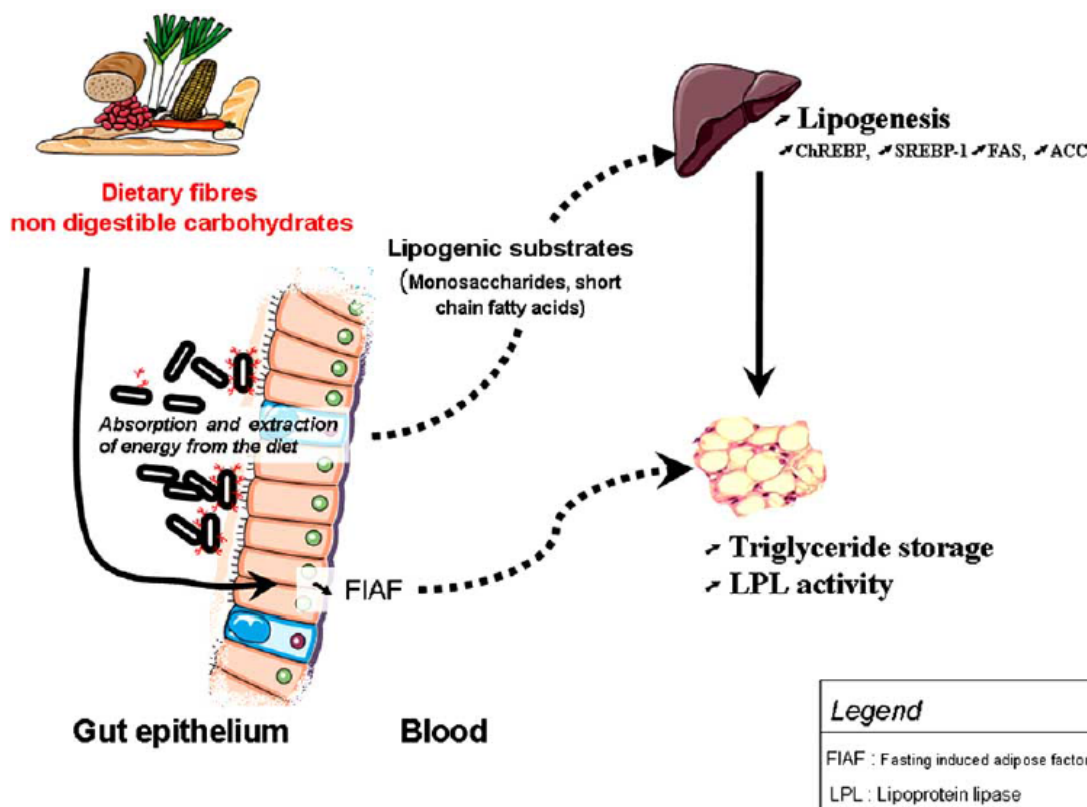 Dietary fibres
non digestible carbohydrates
Lipogenesis
ChREBP, SREBP-1 FAS, ACC
Lipogenic substrates
(Monosaccharides, short
chain fatty acids)
Absorption and extraction
of energy from the diet
FIAF
Triglyceride storage
LPL activity
Gut epithelium
Blood
Legend
FIAF : Fasting induced adipose factor
LPL : Lipoprotein lipase